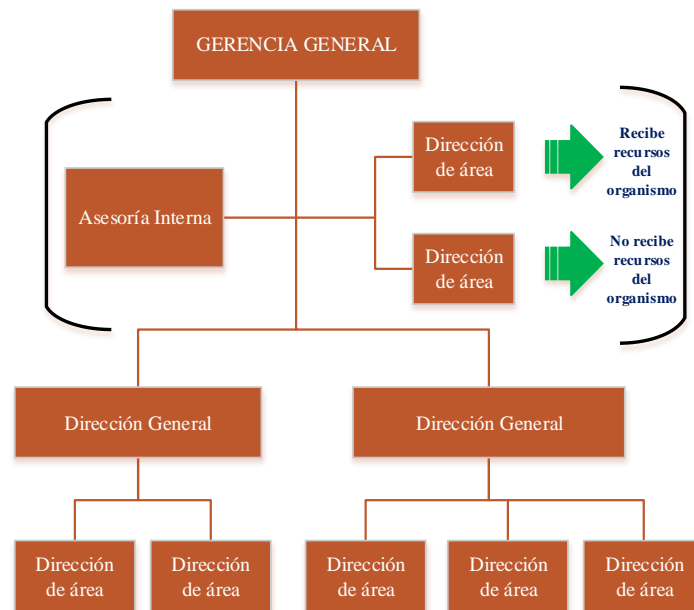 GERENCIA GENERAL
Asesoría Interna
Dirección
de área
Recibe
recursos
del
organismo
Dirección
de área
No recibe
recursos
del
organismo
Dirección General
Dirección General
Dirección
de área
Dirección
de área
Dirección
de área
Dirección
de área
Dirección
de área